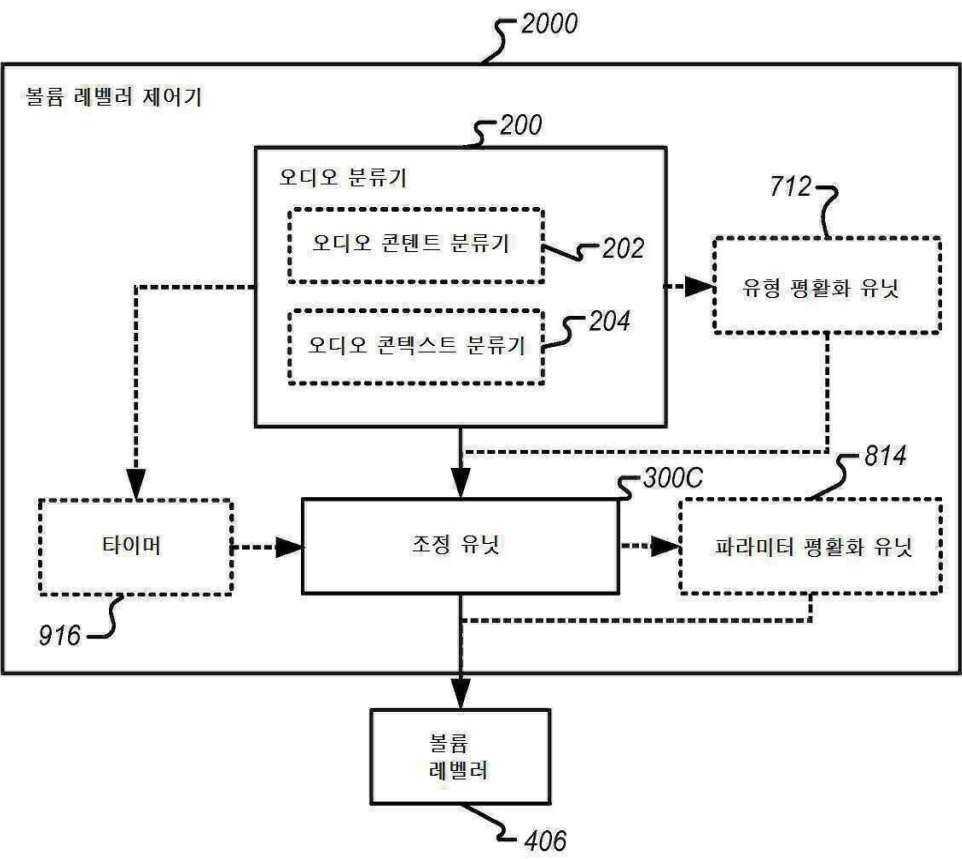 2000
볼륨 레벨러 제어기
200
오디오 분류기
712
오디오 콘텐트 분류기
202
유형 평활화 유닛
204
오디오 콘텍스트 분류기
814
300C
타이머
조정 유닛
파라미터 평활화 유닛
916
볼륨
레벨러
406